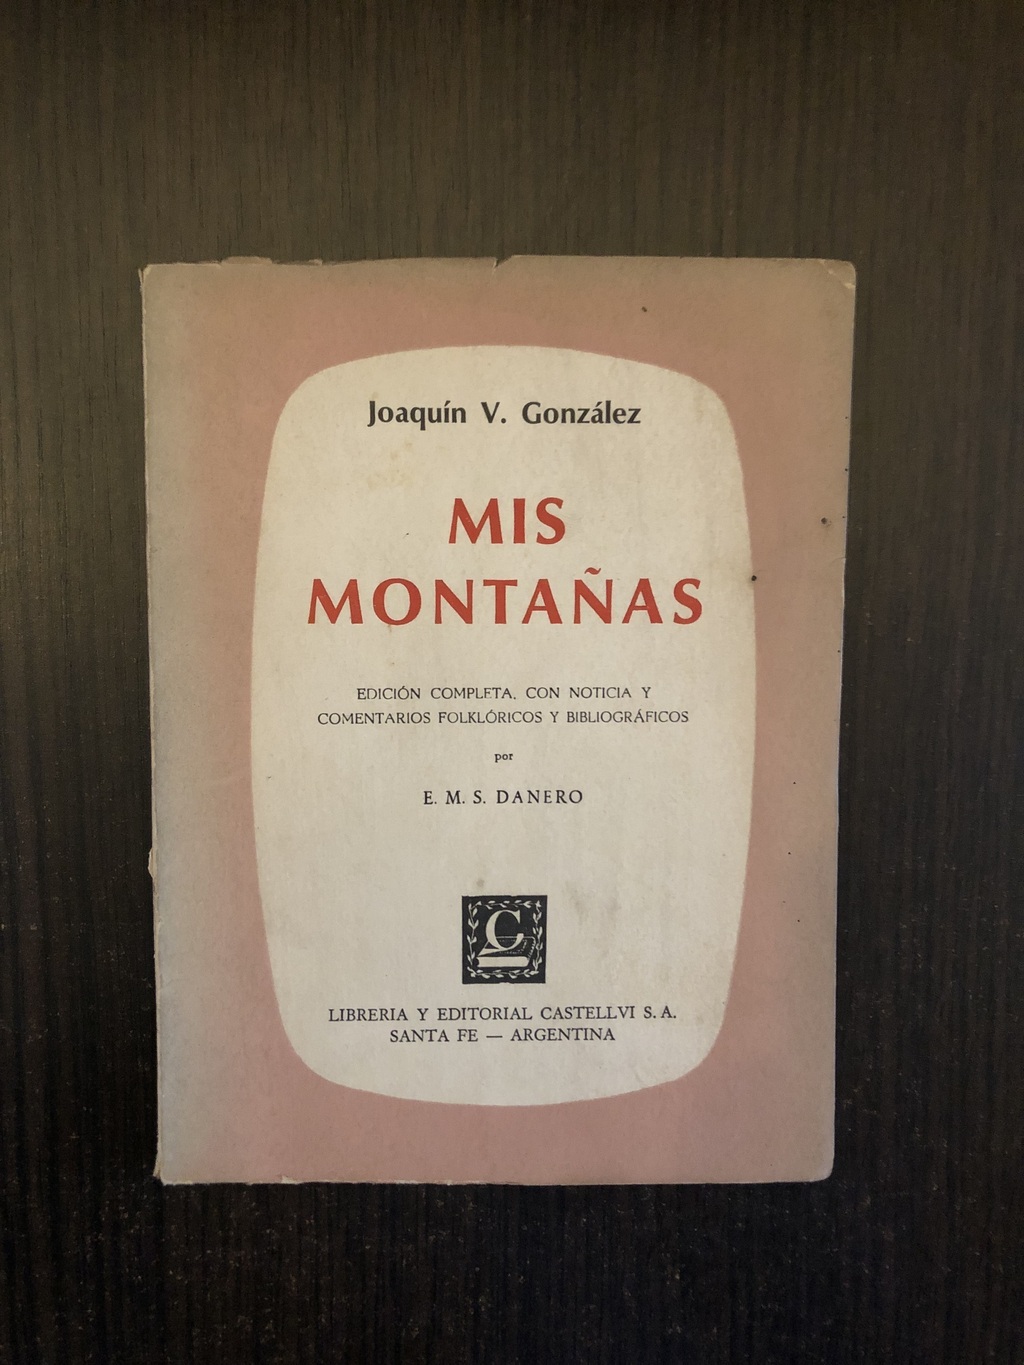 Joaquín V. González
MIS
MONTAÑAS
EDICIÓN COMPLETA, CON NOTICIA Y
COMENTARIOS FOLKLÓRICOS Y BIBLIOGRÁFICOS
por
E. M. S. DANERO
C
LIBRERIA Y EDITORIAL CASTELLVI S. A.
SANTA FE — ARGENTINA